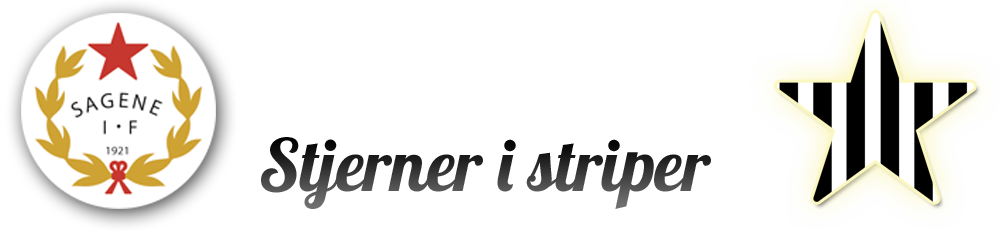 SAGENE
I • F
1921
Stjerner i striper